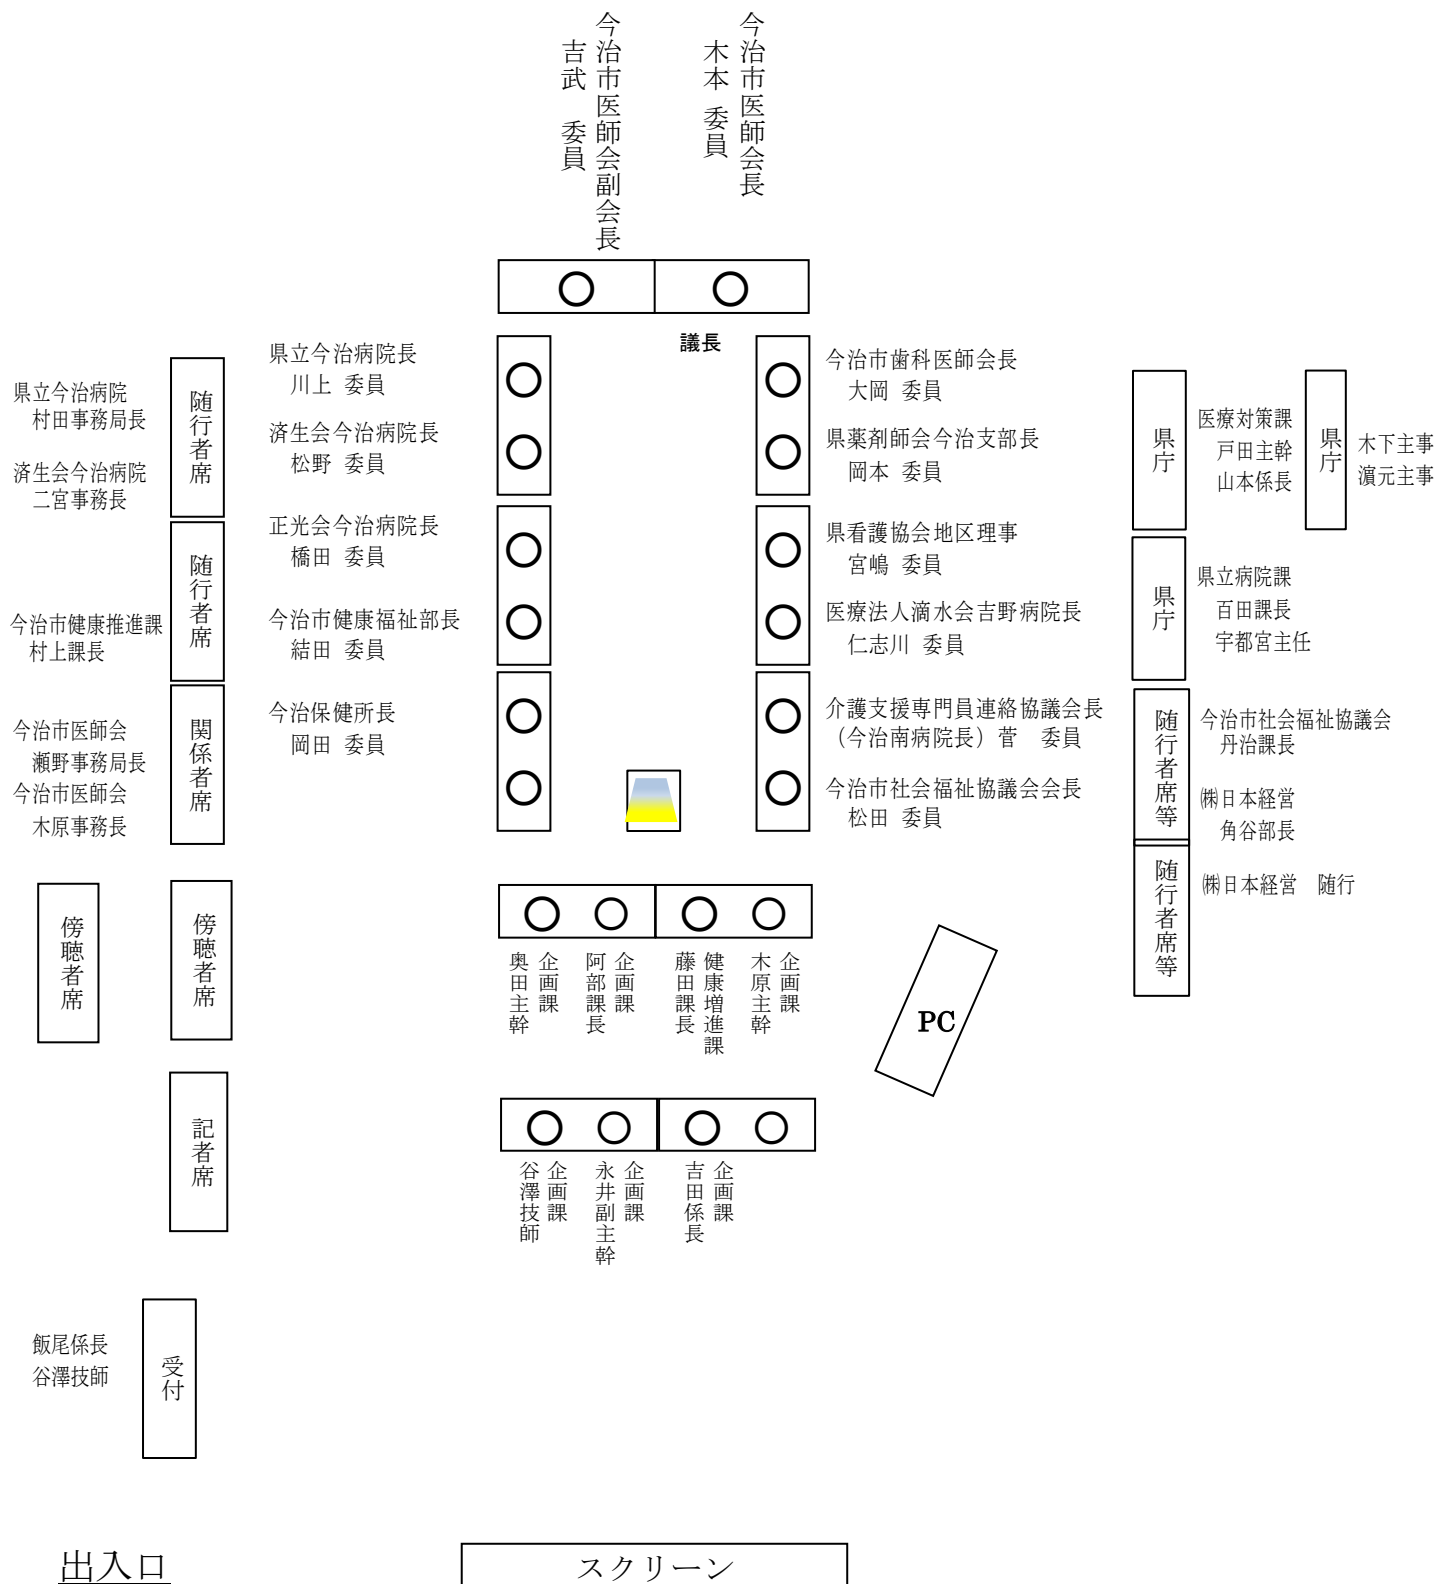 今治市医師会長
木本 委員
今治市医師会副会長
吉武 委員
議長
県立今治病院長
川上 委員
済生会今治病院長
松野 委員
正光会今治病院長
橋田 委員
今治市健康福祉部長
結田 委員
今治保健所長
岡田 委員
今治市歯科医師会長
大岡 委員
県薬剤師会今治支部長
岡本 委員
県看護協会地区理事
宮嶋 委員
医療法人滴水会吉野病院長
仁志川 委員
介護支援専門員連絡協議会長
（今治南病院長）菅 委員
今治市社会福祉協議会会長
松田 委員
県立今治病院
村田事務局長
済生会今治病院
二宮事務長
随行者席
今治市健康推進課
村上課長
随行者席
今治市医師会
瀬野事務局長
今治市医師会
木原事務長
関係者席
県庁
医療対策課
戸田主幹
山本係長
県庁
木下主事
濵元主事
県庁
県立病院課
百田課長
宇都宮主任
随行者席等
今治市社会福祉協議会
丹治課長
㈱日本経営
角谷部長
随行者席等
㈱日本経営 随行
傍聴者席
傍聴者席
企画課
奥田主幹
企画課
阿部課長
健康増進課
藤田課長
企画課
木原主幹
PC
記者席
企画課
谷澤技師
企画課
永井副主幹
企画課
吉田係長
飯尾係長
谷澤技師
受付
出入口
スクリーン